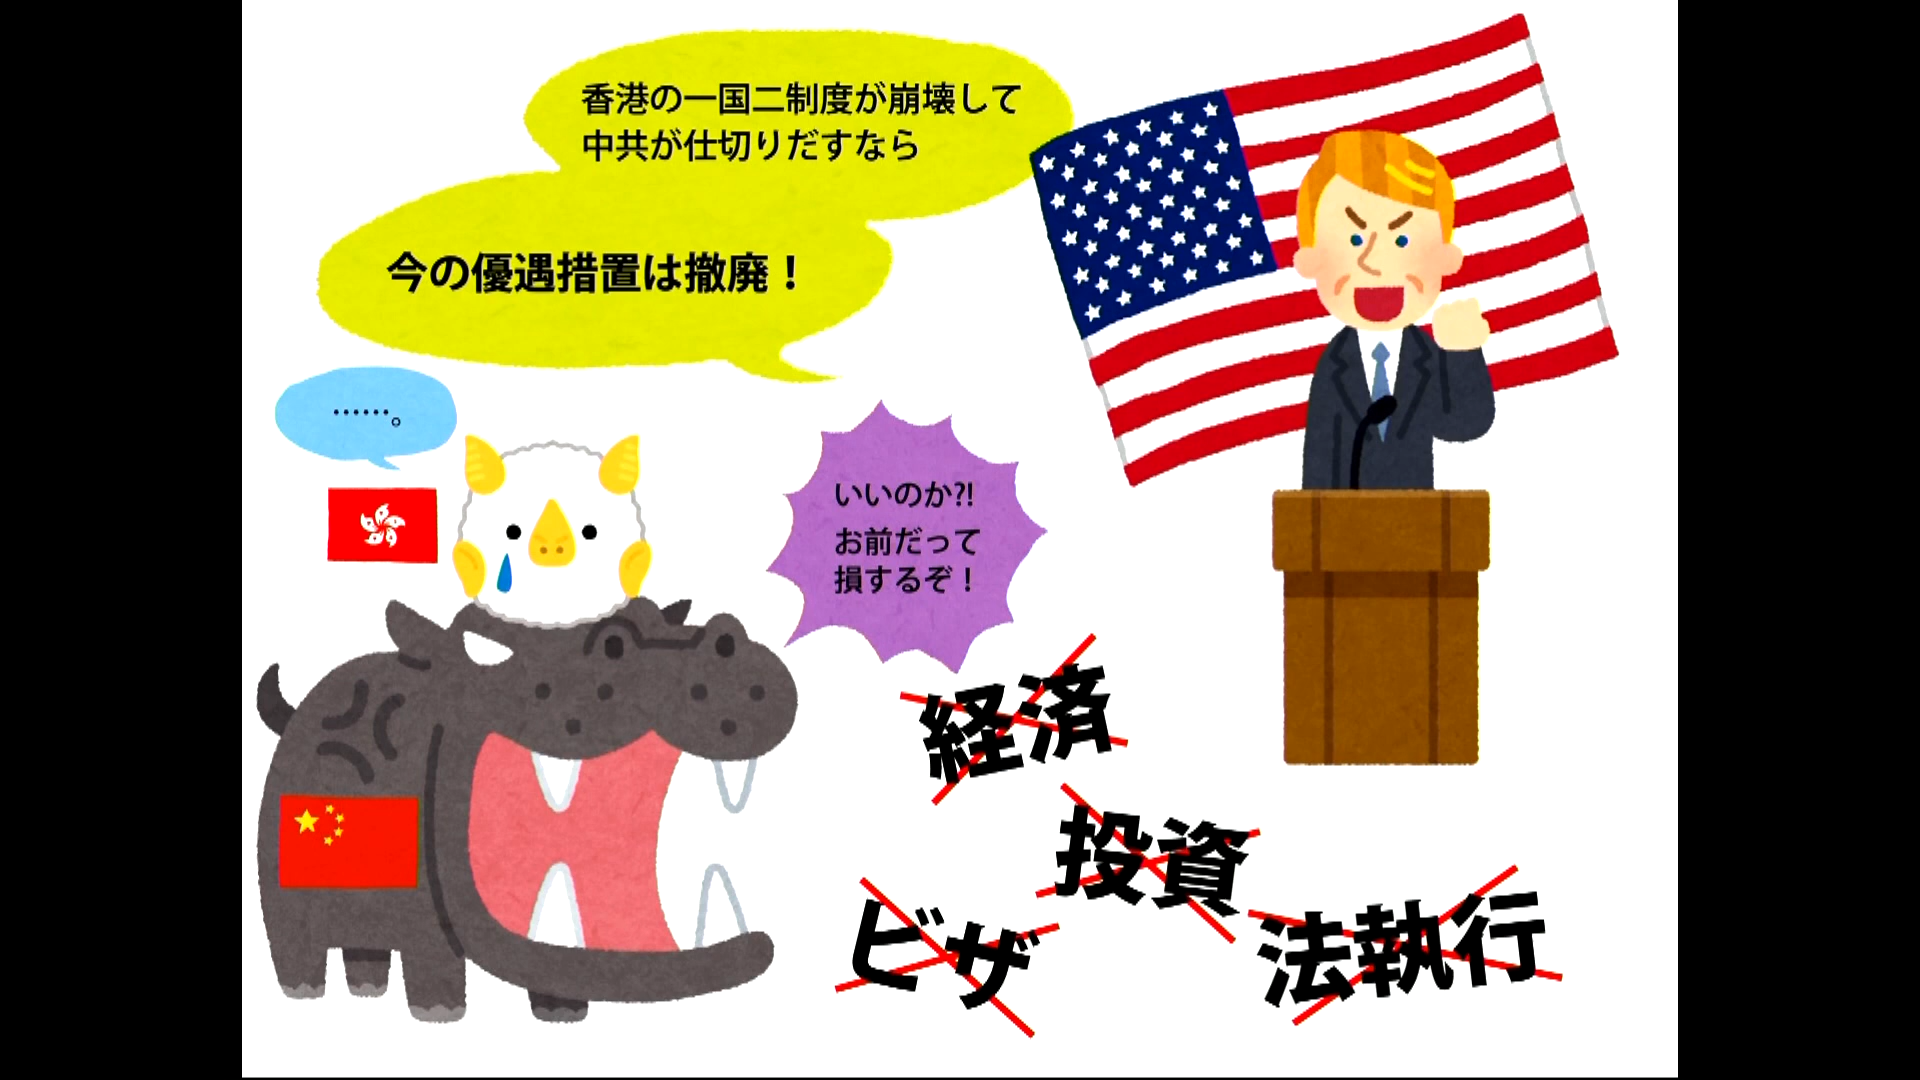 香港の一国二制度が崩壊して
中共が仕切りだすなら
今の優遇措置は撤廃！
……。
いいのか?!
お前だって
損するぞ！
経済
投資
ビザ
法執行